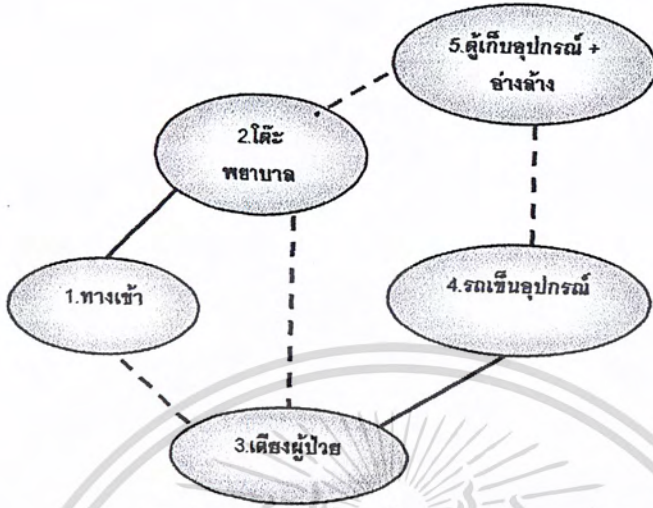 1.ทางเข้า
2.โต๊ะ
พยาบาล
3.เตียงผู้ป่วย
4.รถเข็นอุปกรณ์
5.ตู้เก็บอุปกรณ์ +
อ่างล้าง